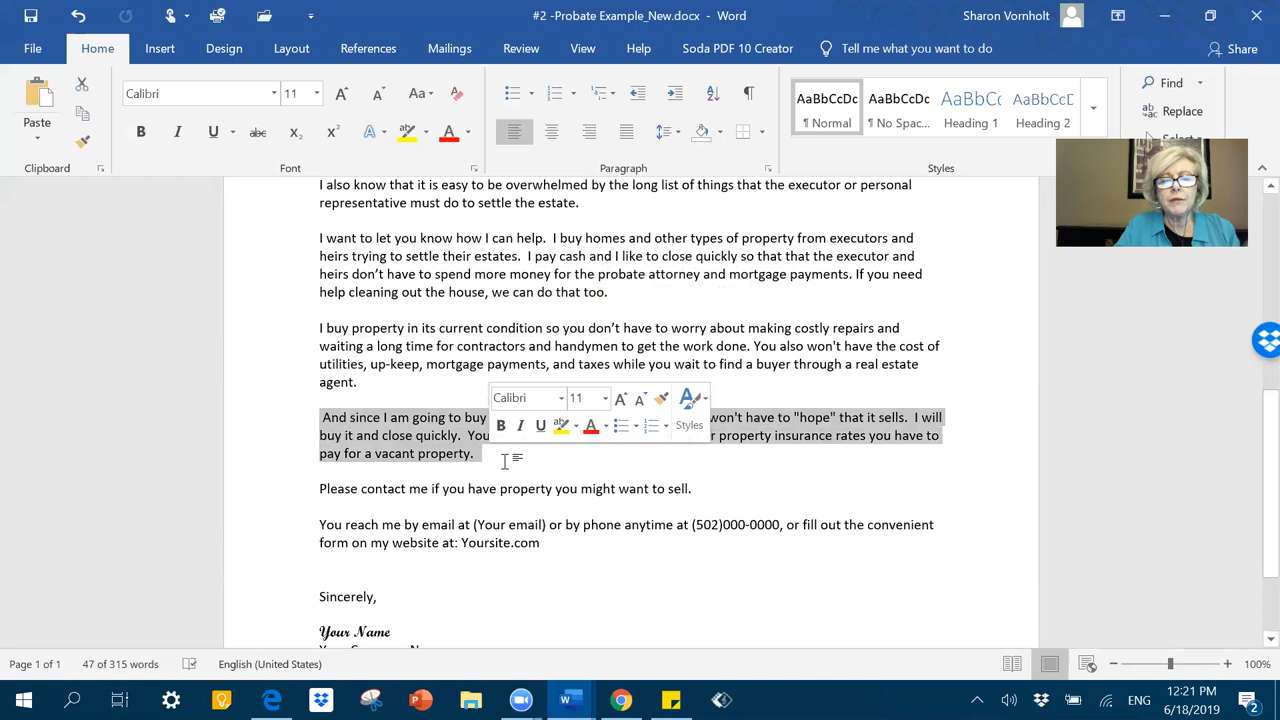 #2 -Probate Example_New.docx - Word
Sharon Vornholt
File Home Insert Design Layout References Mailings Review View Help Soda PDF 10 Creator Tell me what you want to do Share
Paste
Clipboard
Calibri 11
Aa
B I U abc X2 X2 A A
Font
Paragraph
AaBbCcDc AaBbCcDc AaBbCc AaBbCcDc
¶ Normal ¶ No Spac... Heading 1 Heading 2
Styles
Find
Replace
I also know that it is easy to be overwhelmed by the long list of things that the executor or personal
representative must do to settle the estate.
I want to let you know how I can help. I buy homes and other types of property from executors and
heirs trying to settle their estates. I pay cash and I like to close quickly so that that the executor and
heirs don't have to spend more money for the probate attorney and mortgage payments. If you need
help cleaning out the house, we can do that too.
I buy property in its current condition so you don't have to worry about making costly repairs and
waiting a long time for contractors and handymen to get the work done. You also won't have the cost of
utilities, up-keep, mortgage payments, and taxes while you wait to find a buyer through a real estate
agent.
Calibri 11
B I U A Styles
And since I am going to buy won't have to "hope" that it sells. I will
buy it and close quickly. property insurance rates you have to
pay for a vacant property.
Please contact me if you have property you might want to sell.
You reach me by email at (Your email) or by phone anytime at (502)000-0000, or fill out the convenient
form on my website at: Yoursite.com
Sincerely,
Your Name
Page 1 of 1 47 of 315 words English (United States) 100%
ENG
12:21 PM
6/18/2019
2